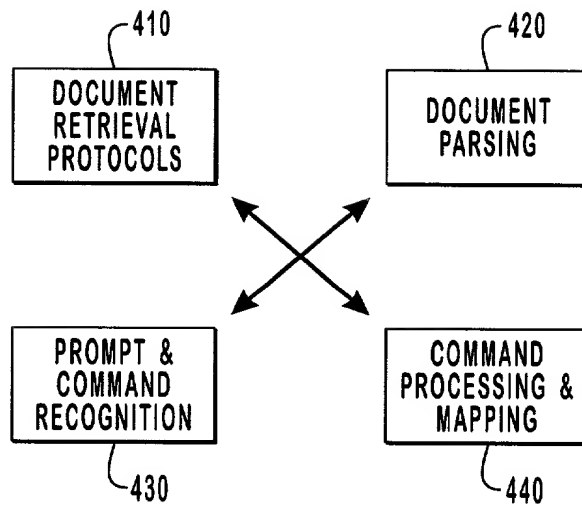 410
DOCUMENT
RETRIEVAL
PROTOCOLS
420
DOCUMENT
PARSING
PROMPT &
COMMAND
RECOGNITION
430
COMMAND
PROCESSING &
MAPPING
440